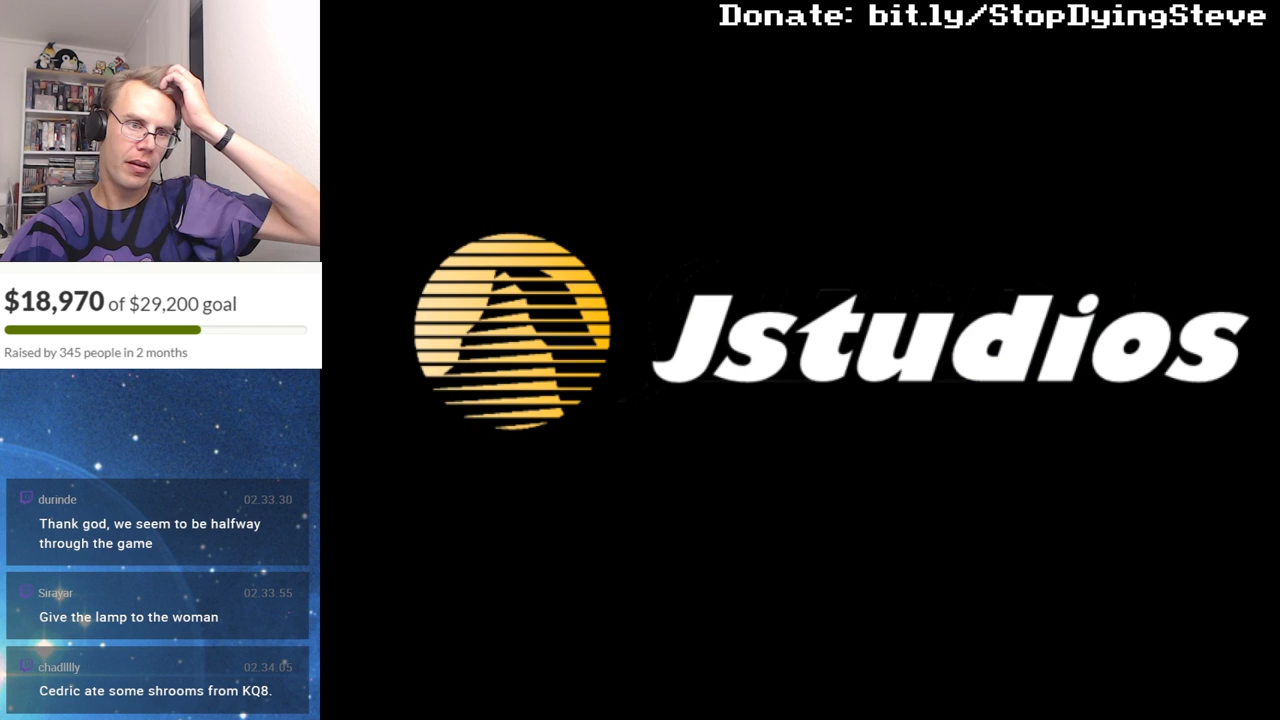 Donate: bit.ly/StopDyingSteve
$18,970 of $29,200 goal
Raised by 345 people in 2 months
Jstudios
durinde 02.33.30
Thank god, we seem to be halfway
through the game
Sirayar 02.33.55
Give the lamp to the woman
chadlllly 02.34.05
Cedric ate some shrooms from KQ8.